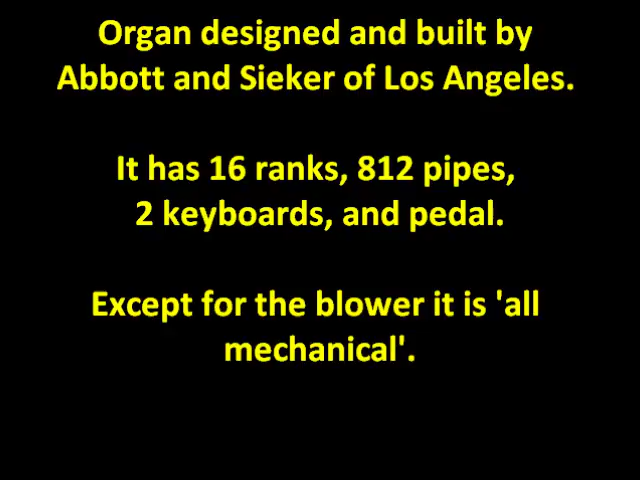 Organ designed and built by
Abbott and Sieker of Los Angeles.
It has 16 ranks, 812 pipes,
2 keyboards, and pedal.
Except for the blower it is 'all
mechanical'.